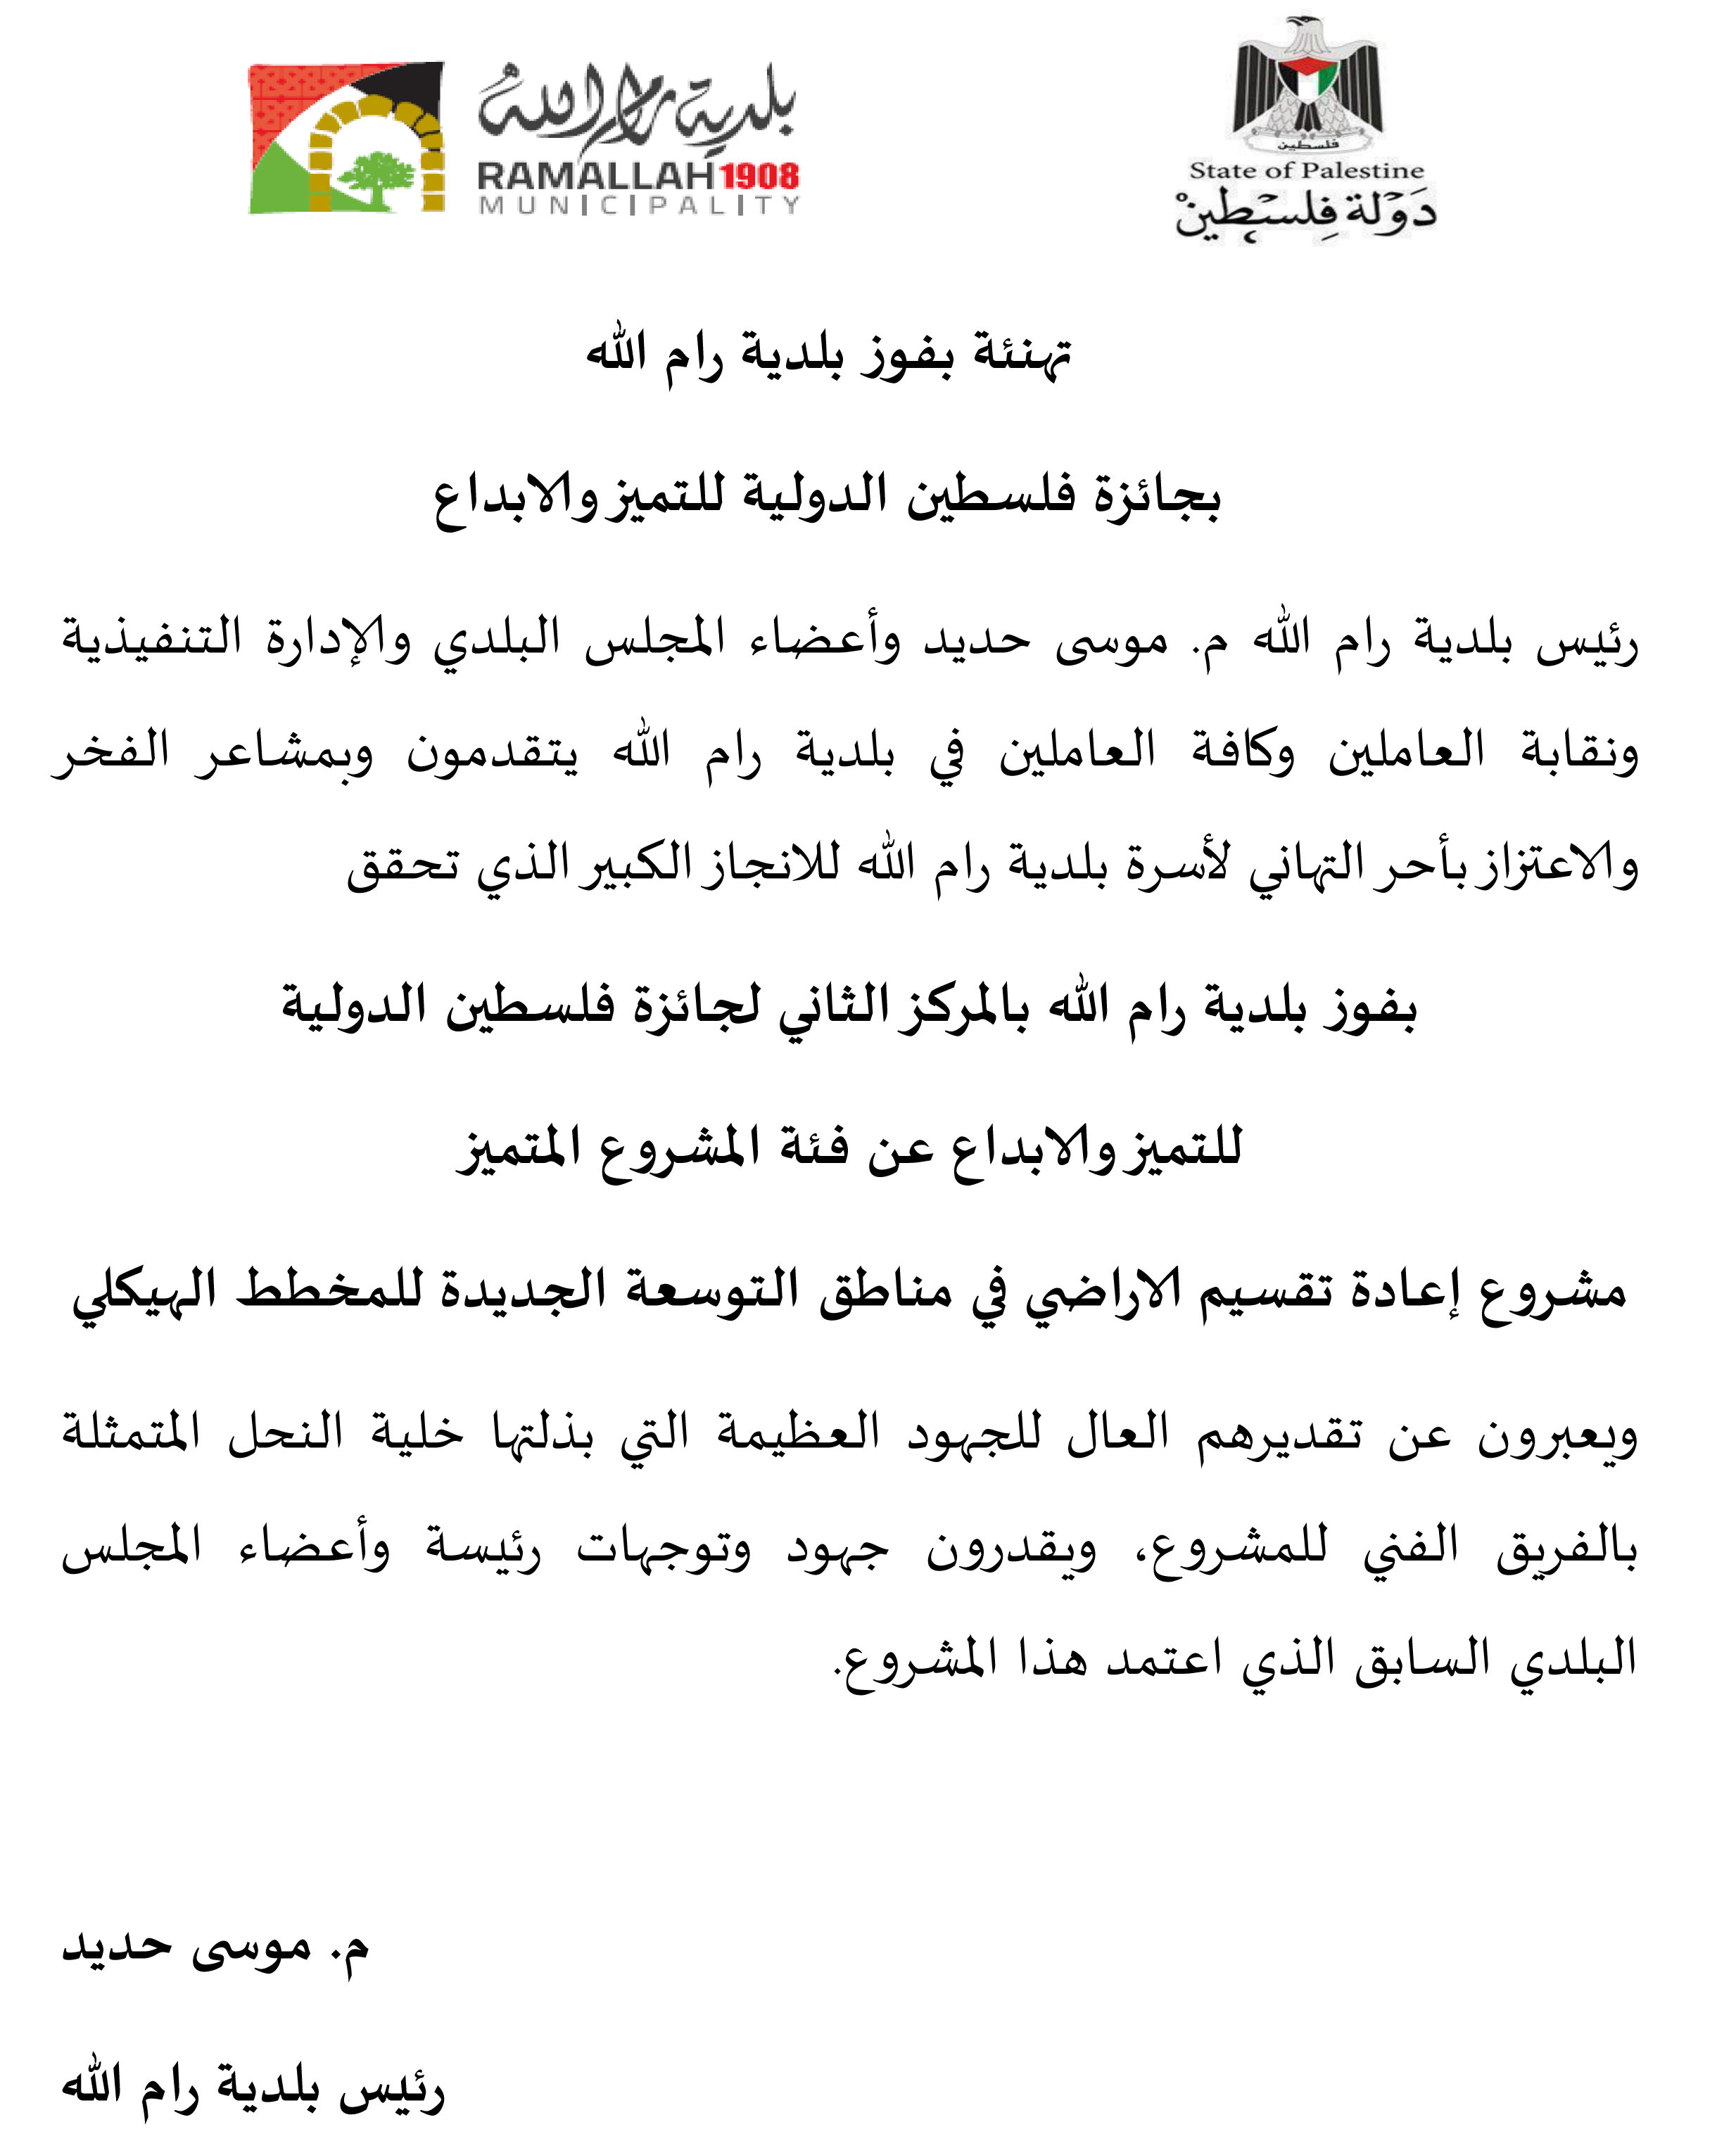 فلسطين
State of Palestine
دَوْلَة فِلسْطِينْ
بلدية رام الله
RAMALLAH 1908
MUNICIPALITY
تهنئة بفوز بلدية رام الله
بجائزة فلسطين الدولية للتميز والابداع
رئيس بلدية رام الله م. موسى حديد وأعضاء المجلس البلدي والإدارة التنفيذية
ونقابة العاملين وكافة العاملين في بلدية رام الله يتقدمون وبمشاعر الفخر
والاعتزاز بأحر التهاني لأسرة بلدية رام الله للانجاز الكبير الذي تحقق
بفوز بلدية رام الله بالمركز الثاني لجائزة فلسطين الدولية
للتميز والابداع عن فئة المشروع المتميز
مشروع إعادة تقسيم الاراضي في مناطق التوسعة الجديدة للمخطط الهيكلي
ويعبرون عن تقديرهم العال للجهود العظيمة التي بذلتها خلية النحل المتمثلة
بالفريق الفني للمشروع، ويقدرون جهود وتوجهات رئيسة وأعضاء المجلس
البلدي السابق الذي اعتمد هذا المشروع.
م. موسى حديد
رئيس بلدية رام الله